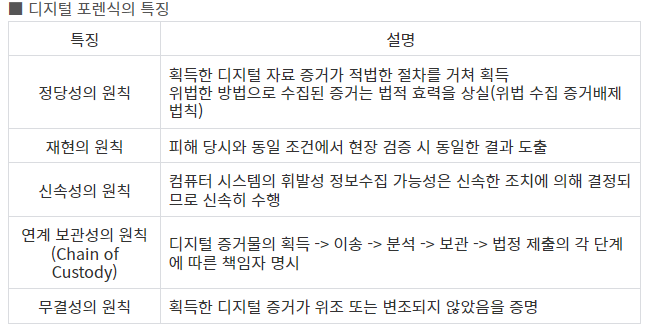 ■ 디지털 포렌식의 특징
특징 설명
정당성의 원칙
획득한 디지털 자료 증거가 적법한 절차를 거쳐 획득
위법한 방법으로 수집된 증거는 법적 효력을 상실(위법 수집 증거배제
법칙)
재현의 원칙
피해 당시와 동일 조건에서 현장 검증 시 동일한 결과 도출
신속성의 원칙
컴퓨터 시스템의 휘발성 정보수집 가능성은 신속한 조치에 의해 결정되
므로 신속히 수행
연계 보관성의 원칙
(Chain of
Custody)
디지털 증거물의 획득 -> 이송 -> 분석 -> 보관 -> 법정 제출의 각 단계
에 따른 책임자 명시
무결성의 원칙
획득한 디지털 증거가 위조 또는 변조되지 않았음을 증명